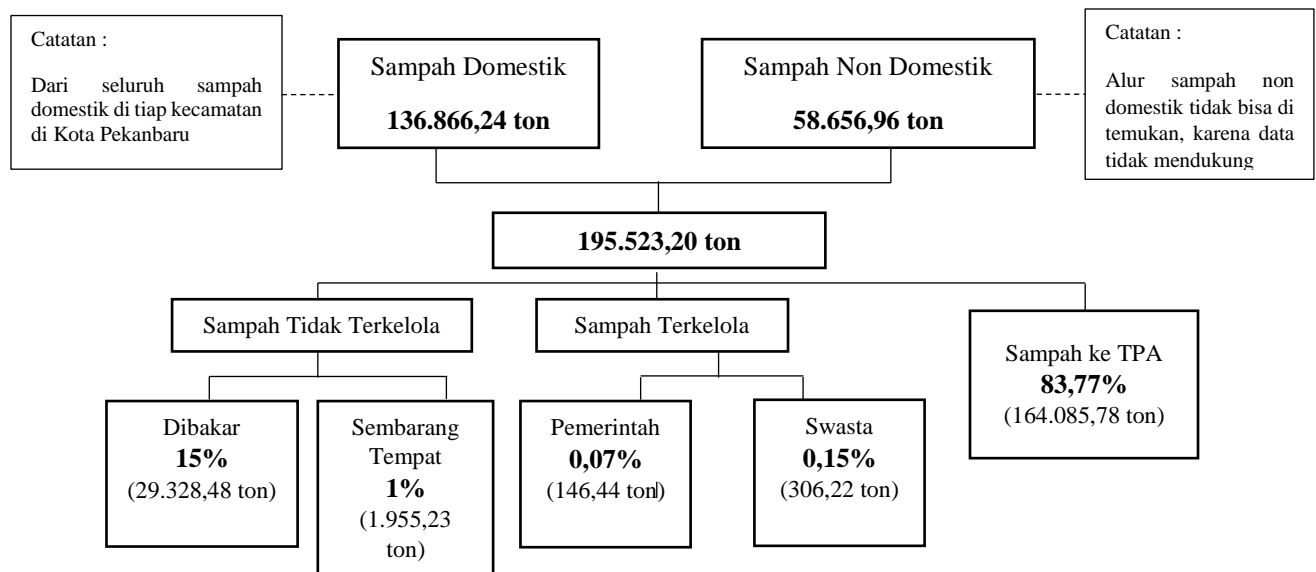 Catatan :
Dari seluruh sampah
domestik di tiap kecamatan
di Kota Pekanbaru
Sampah Domestik
136.866,24 ton
Sampah Non Domestik
58.656,96 ton
Catatan :
Alur sampah non
domestik tidak bisa di
temukan, karena data
tidak mendukung
195.523,20 ton
Sampah Tidak Terkelola
Sampah Terkelola
Sampah ke TPA
83,77%
(164.085,78 ton)
Dibakar
15%
(29.328,48 ton)
Sembarang
Tempat
1%
(1.955,23
ton)
Pemerintah
0,07%
(146,44 ton)
Swasta
0,15%
(306,22 ton)